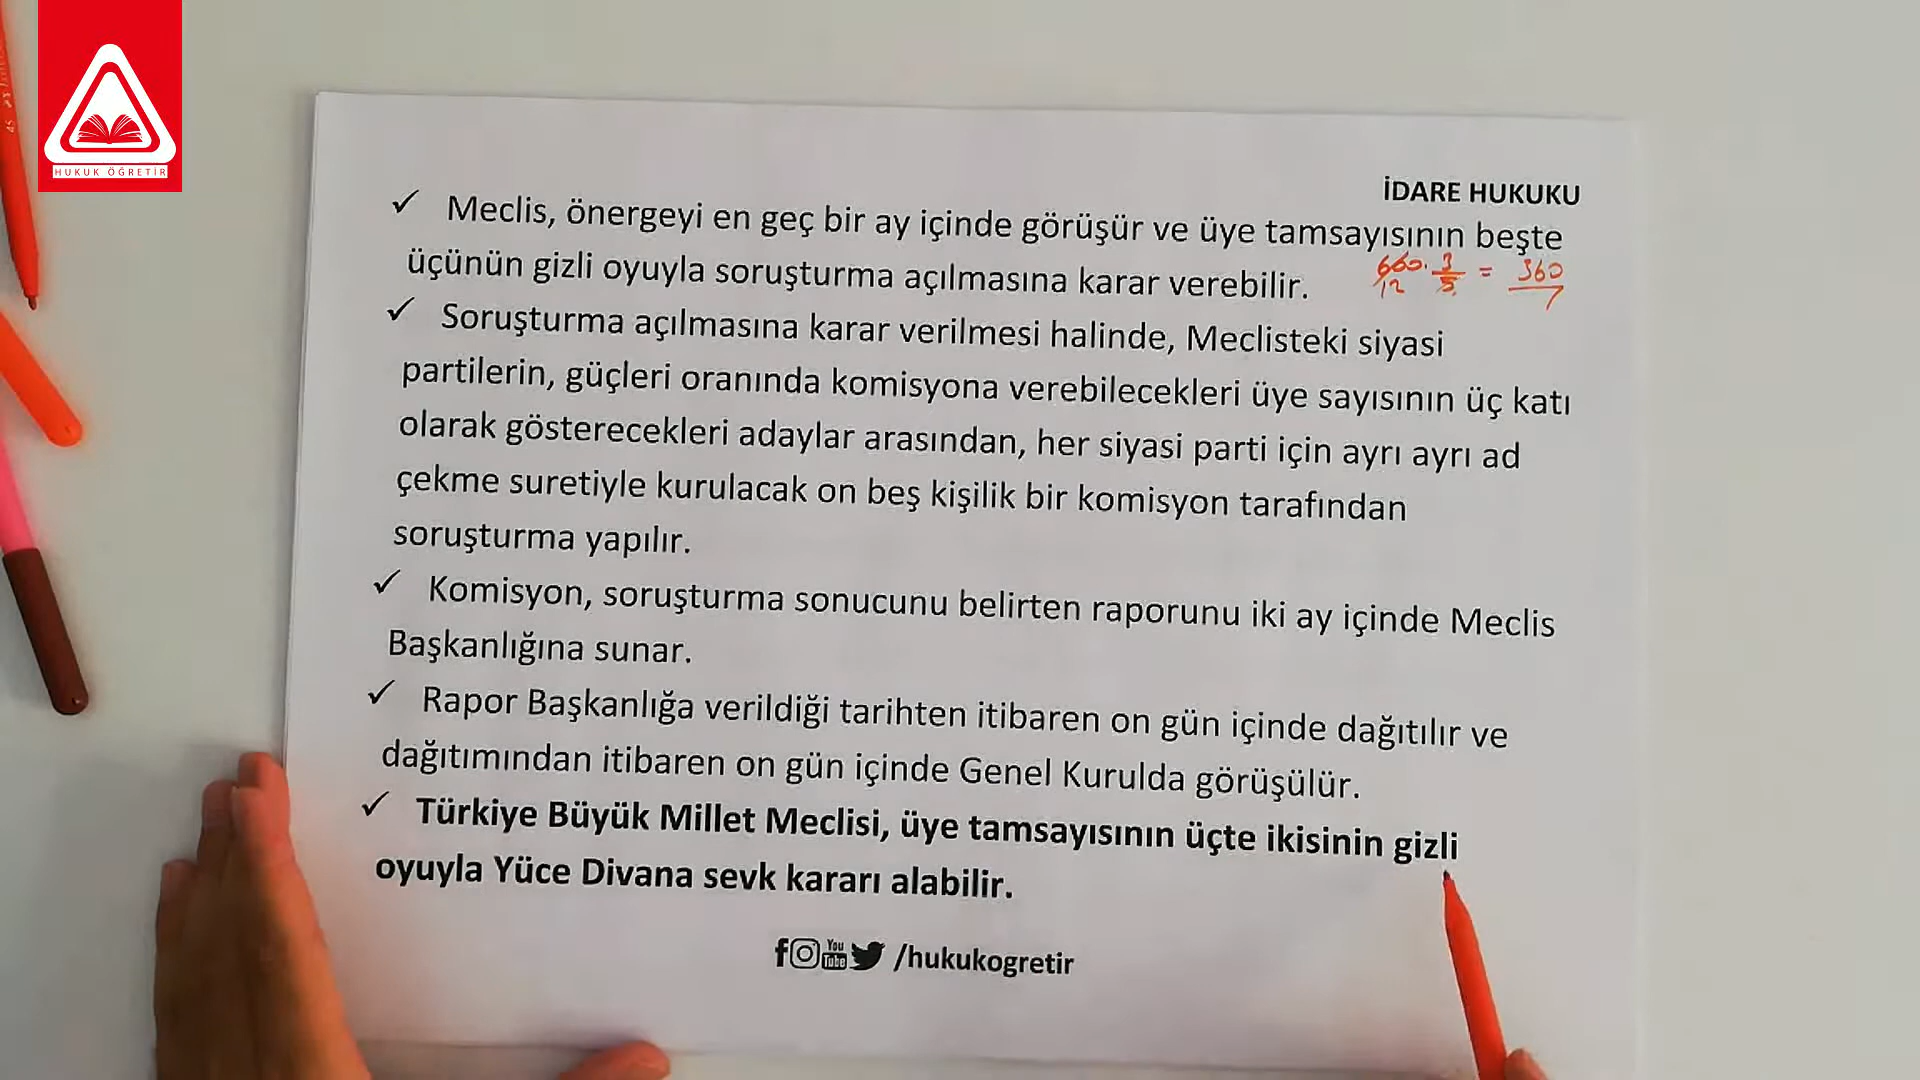 HUKUK ÖĞRETİR
İDARE HUKUKU
✓ Meclis, önergeyi en geç bir ay içinde görüşür ve üye tamsayısının beşte
üçünün gizli oyuyla soruşturma açılmasına karar verebilir.
600. 3/5 = 360
12
✓ Soruşturma açılmasına karar verilmesi halinde, Meclisteki siyasi
partilerin, güçleri oranında komisyona verebilecekleri üye sayısının üç katı
olarak gösterecekleri adaylar arasından, her siyasi parti için ayrı ayrı ad
çekme suretiyle kurulacak on beş kişilik bir komisyon tarafından
soruşturma yapılır.
✓ Komisyon, soruşturma sonucunu belirten raporunu iki ay içinde Meclis
Başkanlığına sunar.
✓ Rapor Başkanlığa verildiği tarihten itibaren on gün içinde dağıtılır ve
dağıtımından itibaren on gün içinde Genel Kurulda görüşülür.
✓ Türkiye Büyük Millet Meclisi, üye tamsayısının üçte ikisinin gizli
oyuyla Yüce Divana sevk kararı alabilir.
f You Tube /hukukogretir